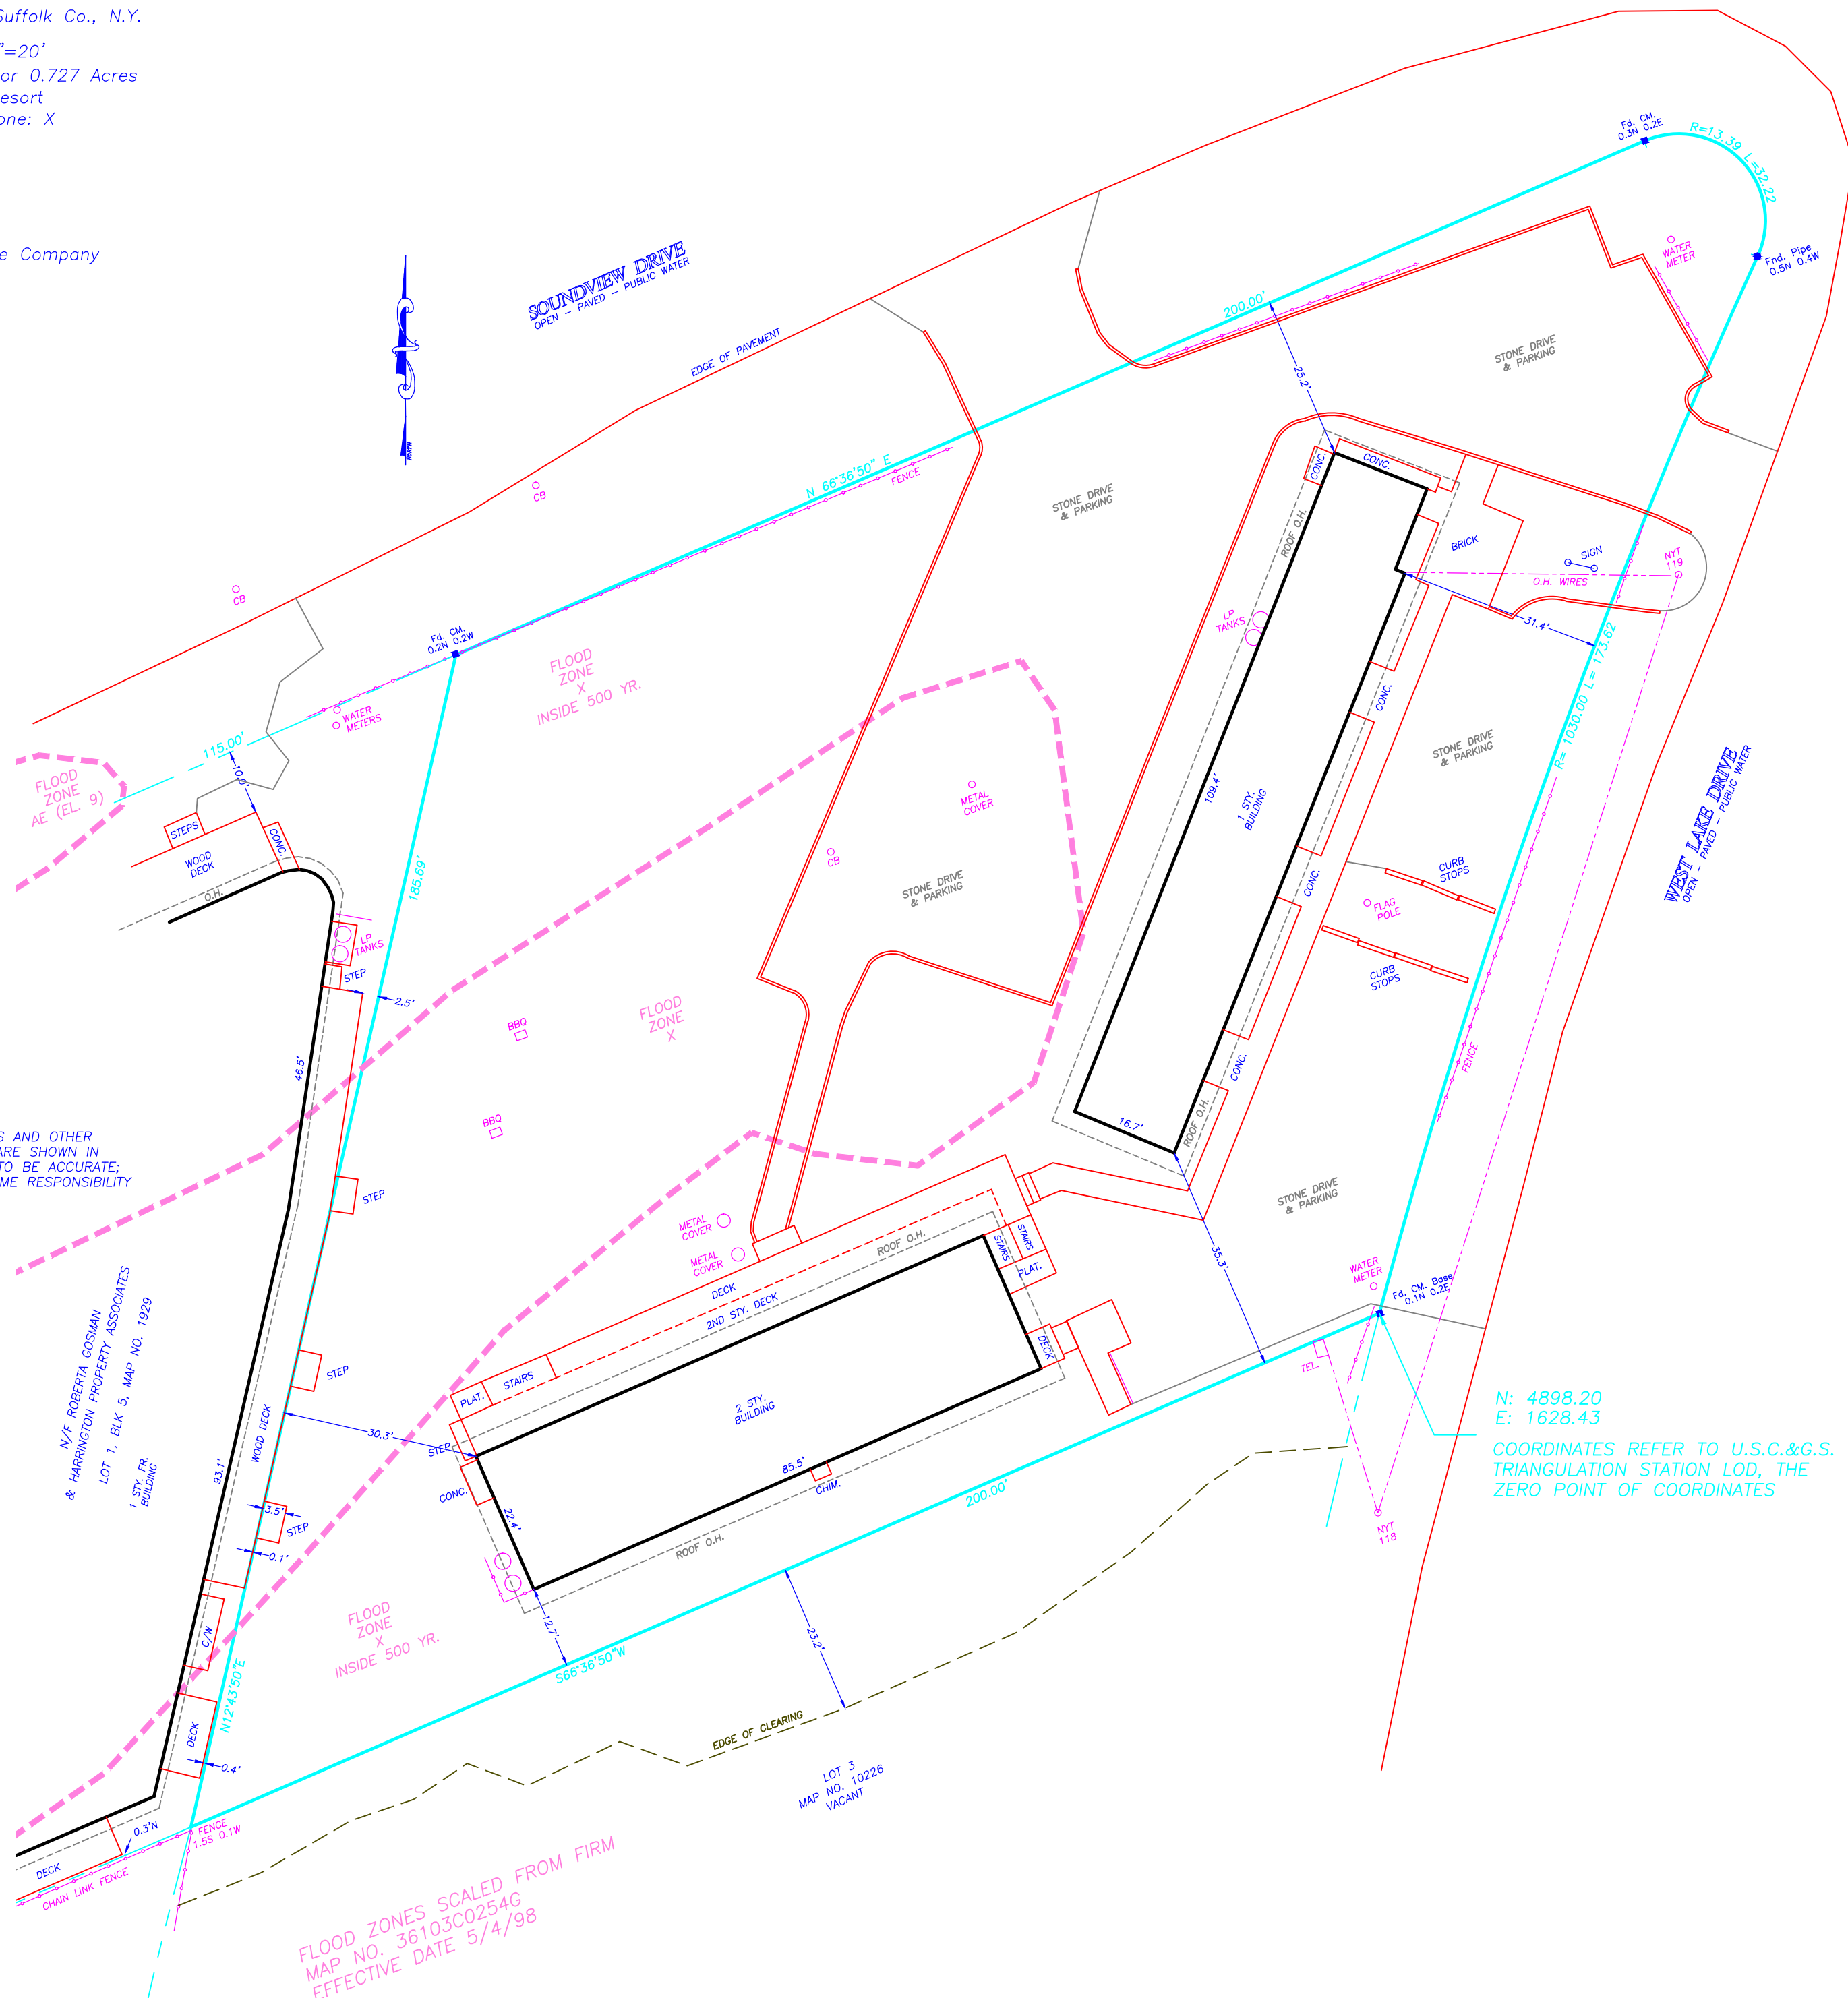 Suffolk Co., N.Y.
"=20'
or 0.727 Acres
esort
one: X
e Company
NORTH
SOUNDVIEW DRIVE
OPEN - PAVED - PUBLIC WATER
EDGE OF PAVEMENT
Fd. CM.
0.3N 0.2E
R=13.39 L=32.22
Fnd. Pipe
0.5N 0.4W
WATER
METER
200.00'
25.2'
STONE DRIVE
& PARKING
N 66°36'50" E
FENCE
CB
CB
STONE DRIVE
& PARKING
CONC.
CONC.
ROOF O.H.
BRICK
SIGN
NYT
119
O.H. WIRES
31.4'
LP
TANKS
Fd. CM.
0.2N 0.2W
FLOOD
ZONE
X
INSIDE 500 YR.
WATER
METERS
115.00'
10.0'
FLOOD
ZONE
AE (EL. 9)
STEPS
WOOD
DECK
CONC.
O.H.
185.69'
LP
TANKS
STEP
2.5'
46.5'
METAL
COVER
CB
STONE DRIVE
& PARKING
109.4'
1 STY.
BUILDING
CONC.
CONC.
CONC.
STONE DRIVE
& PARKING
R= 1030.00 L= 173.62
WEST LAKE DRIVE
OPEN - PAVED - PUBLIC WATER
CURB
STOPS
FLAG
POLE
CURB
STOPS
FENCE
BBQ
FLOOD
ZONE
X
BBQ
16.7'
ROOF O.H.
S AND OTHER
ARE SHOWN IN
TO BE ACCURATE;
ME RESPONSIBILITY
STEP
METAL
COVER
METAL
COVER
ROOF O.H.
DECK
2ND STY. DECK
STAIRS
STAIRS
PLAT.
DECK
35.3'
STONE DRIVE
& PARKING
WATER
METER
Fd. CM. Base
0.1N 0.2E
TEL.
N/F ROBERTA GOSMAN
& HARRINGTON PROPERTY ASSOCIATES
LOT 1, BLK 5, MAP NO. 1929
1 STY. FR.
BUILDING
93.1'
WOOD DECK
STEP
30.3'
PLAT.
STAIRS
STEP
CONC.
22.4'
2 STY.
BUILDING
85.5'
CHIM.
ROOF O.H.
200.00'
N: 4898.20
E: 1628.43
COORDINATES REFER TO U.S.C.&G.S.
TRIANGULATION STATION LOD, THE
ZERO POINT OF COORDINATES
NYT
118
3.5'
STEP
0.1'
C/W
FLOOD
ZONE
X
INSIDE 500 YR.
12.7'
23.2'
S66°36'50"W
N12°43'50"E
DECK
0.4'
EDGE OF CLEARING
LOT 3
MAP NO. 10226
VACANT
0.3'N
FENCE
1.5S 0.1W
DECK
CHAIN LINK FENCE
FLOOD ZONES SCALED FROM FIRM
MAP NO. 36103C0254G
EFFECTIVE DATE 5/4/98